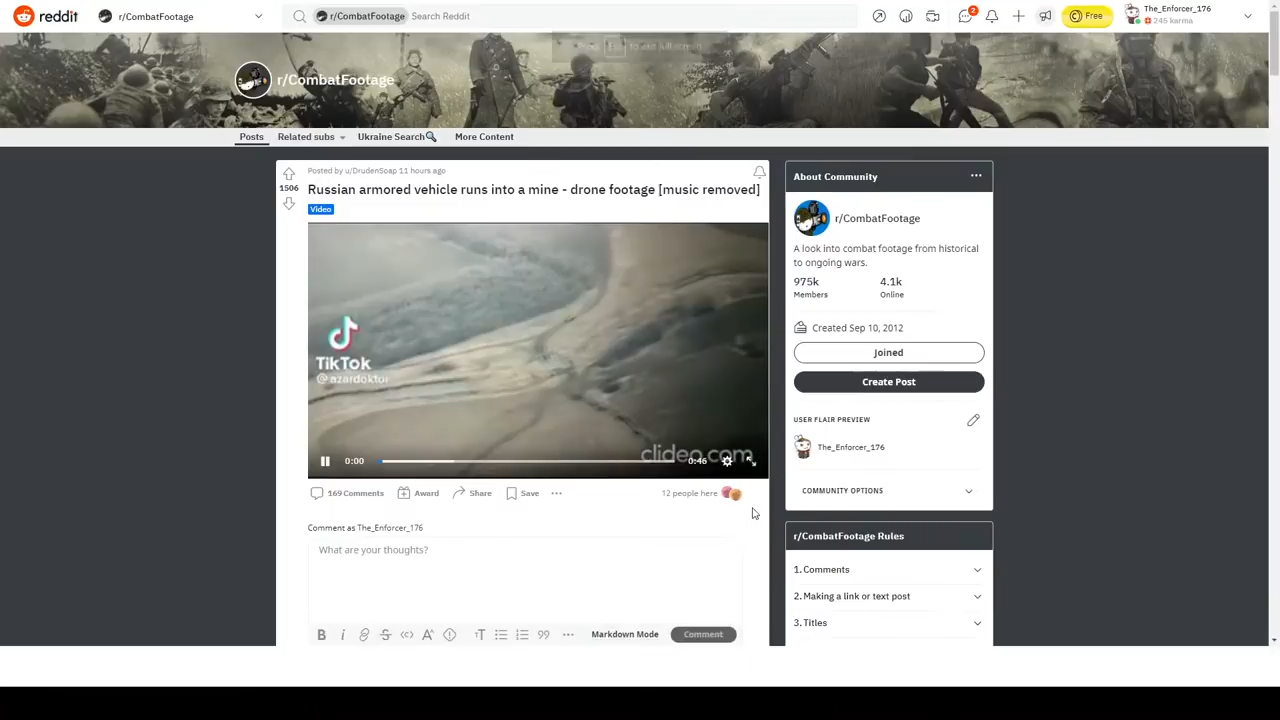 reddit
r/CombatFootage
r/CombatFootage
Search Reddit
2
Free
The_Enforcer_176
245 karma
r/CombatFootage
Posts
Related subs
Ukraine Search
More Content
1506
Posted by u/DrudenSoap 11 hours ago
Russian armored vehicle runs into a mine - drone footage [music removed]
Video
TikTok
@azardoktor
clideo.com
0:00
0:46
169 Comments
Award
Share
Save
12 people here
Comment as The_Enforcer_176
What are your thoughts?
Markdown Mode
Comment
About Community
r/CombatFootage
A look into combat footage from historical
to ongoing wars.
975k
4.1k
Members
Online
Created Sep 10, 2012
Joined
Create Post
USER FLAIR PREVIEW
The_Enforcer_176
COMMUNITY OPTIONS
r/CombatFootage Rules
1. Comments
2. Making a link or text post
3. Titles